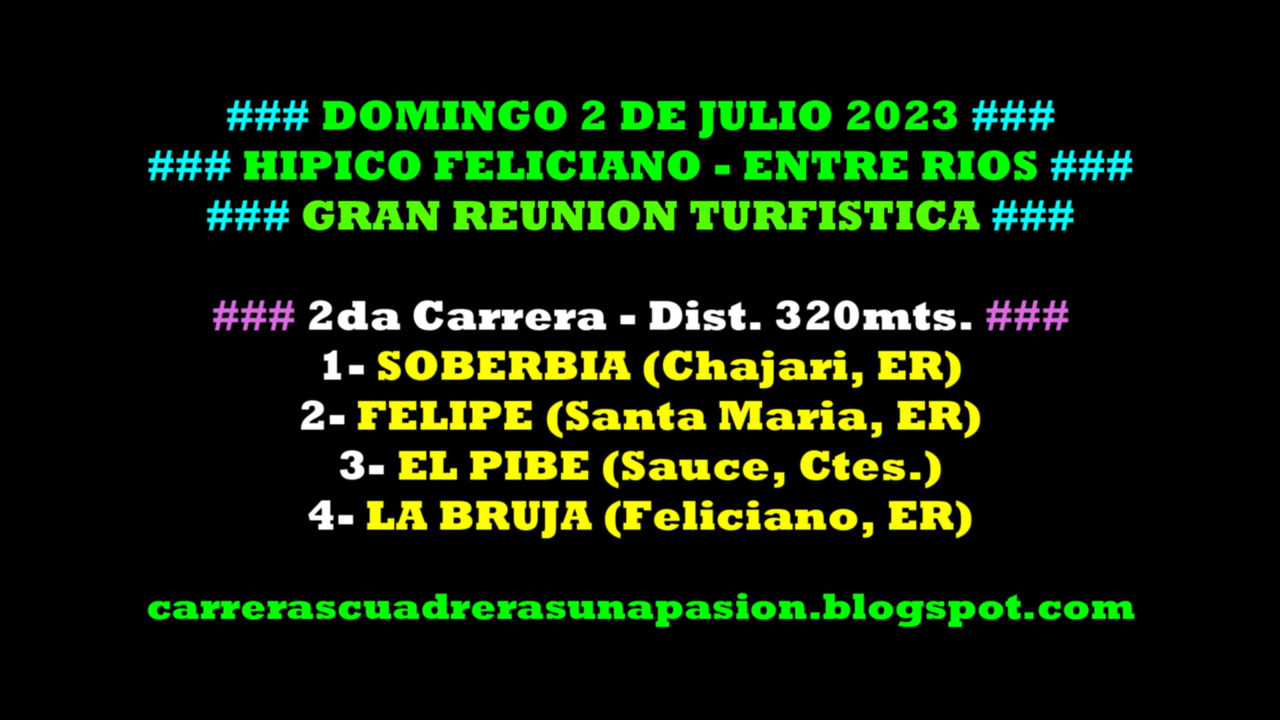 ### DOMINGO 2 DE JULIO 2023 ###
### HIPICO FELICIANO - ENTRE RIOS ###
### GRAN REUNION TURFISTICA ###
### 2da Carrera - Dist. 320mts. ###
1- SOBERBIA (Chajari, ER)
2- FELIPE (Santa Maria, ER)
3- EL PIBE (Sauce, Ctes.)
4- LA BRUJA (Feliciano, ER)
carrerascuadrerasunapasion.blogspot.com